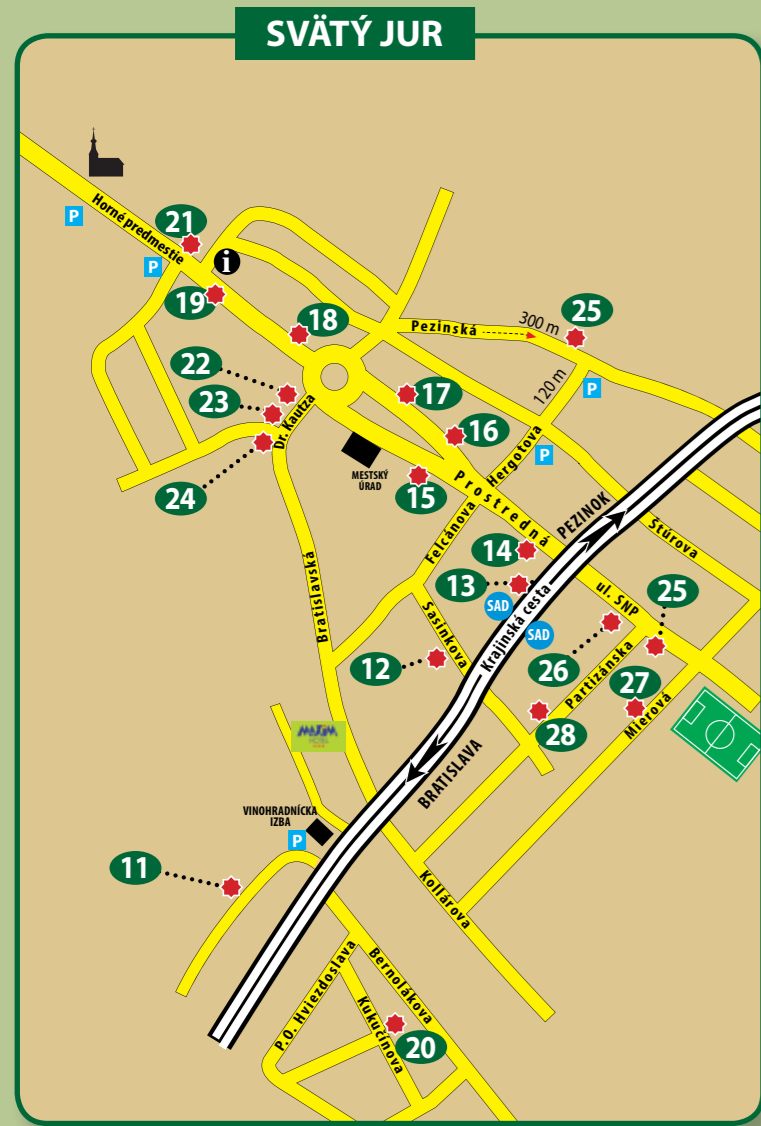 SVÄTÝ JUR
Horné predmestie
P
21
P
i
19
18
Pezinská
300 m
25
22
23
24
Dr. Kautza
17
16
120 m
P
Hergotova
P
MESTSKÝ
ÚRAD
15
Prostredná
PEZINOK
Štúrova
Felcánova
14
13
SAD
SAD
Krajinská cesta
ul. SNP
25
Bratislavská
Sasinkova
12
26
Partizánska
27
28
Mierová
MAXIM
HOTEL
BRATISLAVA
VINOHRADNÍCKA
IZBA
P
11
Kollárova
P.O. Hviezdoslava
Bernolákova
Kukučínova
20